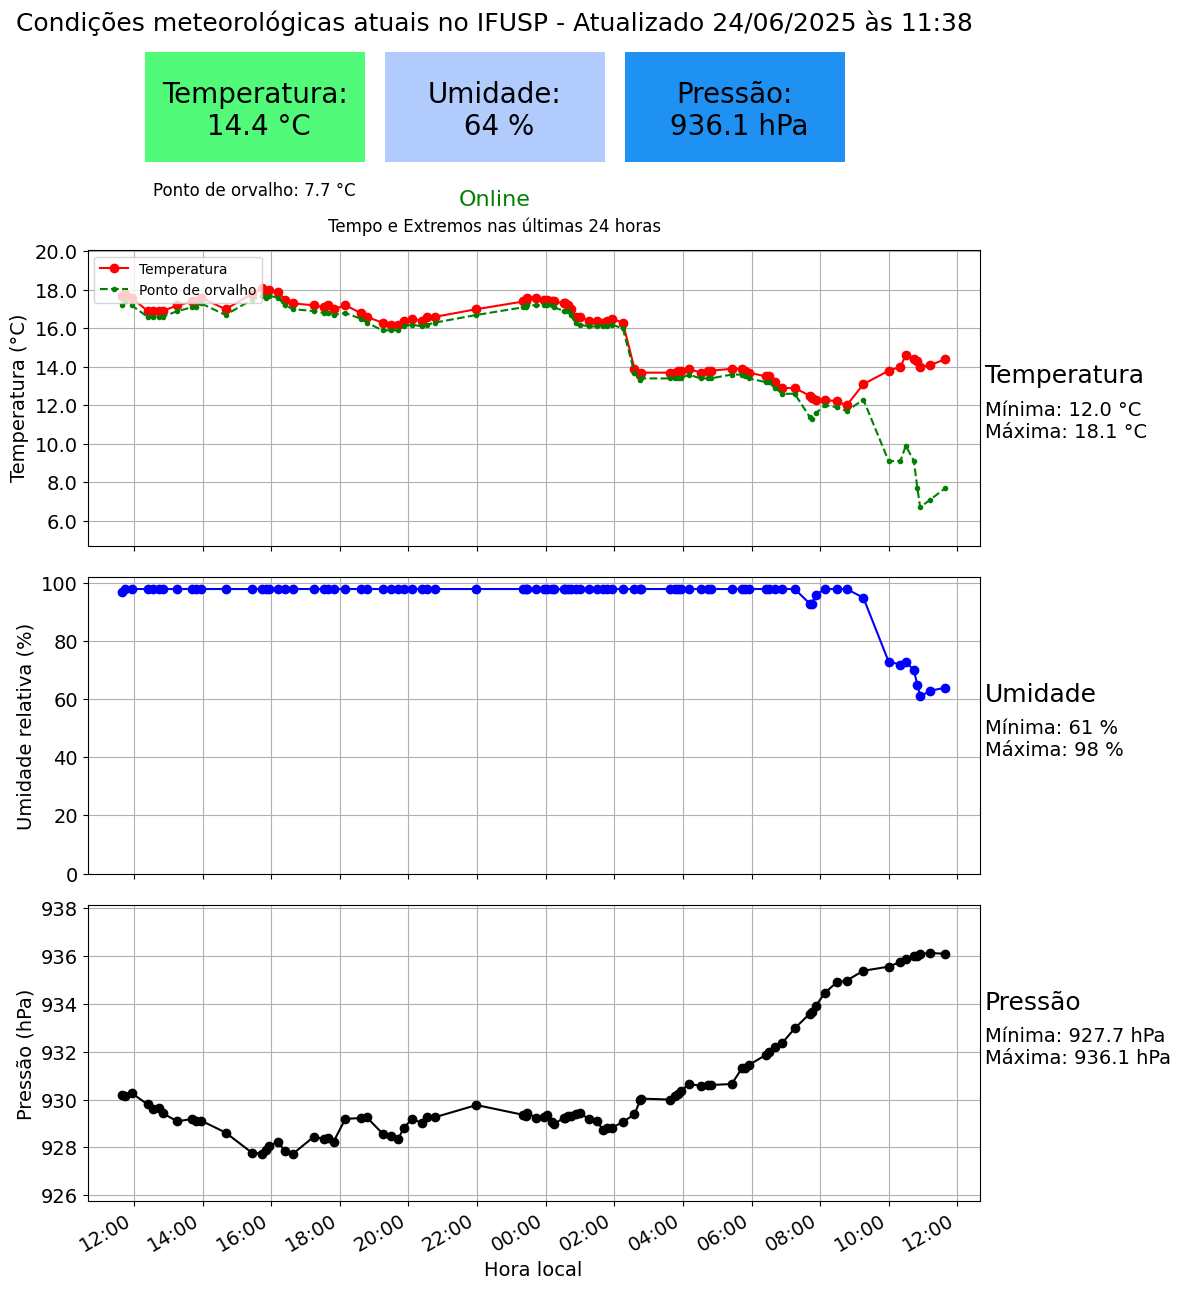 Condições meteorológicas atuais no IFUSP - Atualizado 24/06/2025 às 11:38
Temperatura:
14.4 °C
Umidade:
64 %
Pressão:
936.1 hPa
Ponto de orvalho: 7.7 °C
Online
Tempo e Extremos nas últimas 24 horas
Temperatura
Ponto de orvalho
Temperatura (°C)
20.0
18.0
16.0
14.0
12.0
10.0
8.0
6.0
Temperatura
Mínima: 12.0 °C
Máxima: 18.1 °C
Umidade relativa (%)
100
80
60
40
20
0
Umidade
Mínima: 61 %
Máxima: 98 %
Pressão (hPa)
938
936
934
932
930
928
926
Pressão
Mínima: 927.7 hPa
Máxima: 936.1 hPa
12:00 14:00 16:00 18:00 20:00 22:00 00:00 02:00 04:00 06:00 08:00 10:00 12:00
Hora local